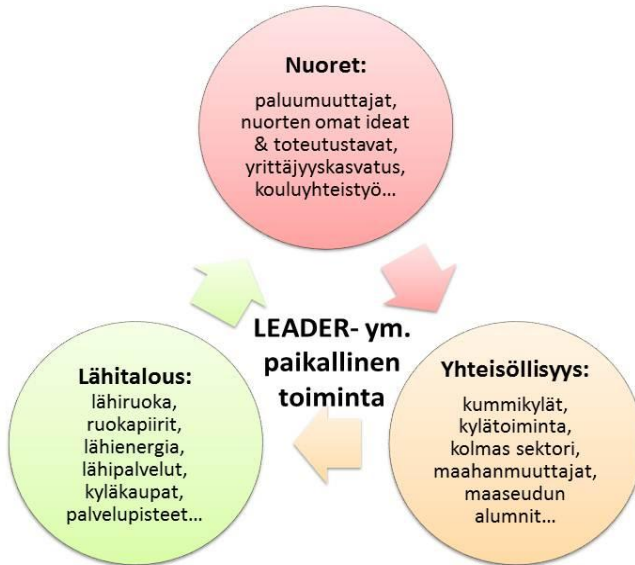 Nuoret:
paluumuuttajat,
nuorten omat ideat
& toteutustavat,
yrittäjyyskasvatus,
kouluyhteistyö...
LEADER- ym.
paikallinen
toiminta
Lähitalous:
lähiruoka,
ruokapiirit,
lähienergia,
lähipalvelut,
kyläkaupat,
palvelupisteet...
Yhteisöllisyys:
kummikylät,
kylätoiminta,
kolmas sektori,
maahanmuuttajat,
maaseudun
alumnit...